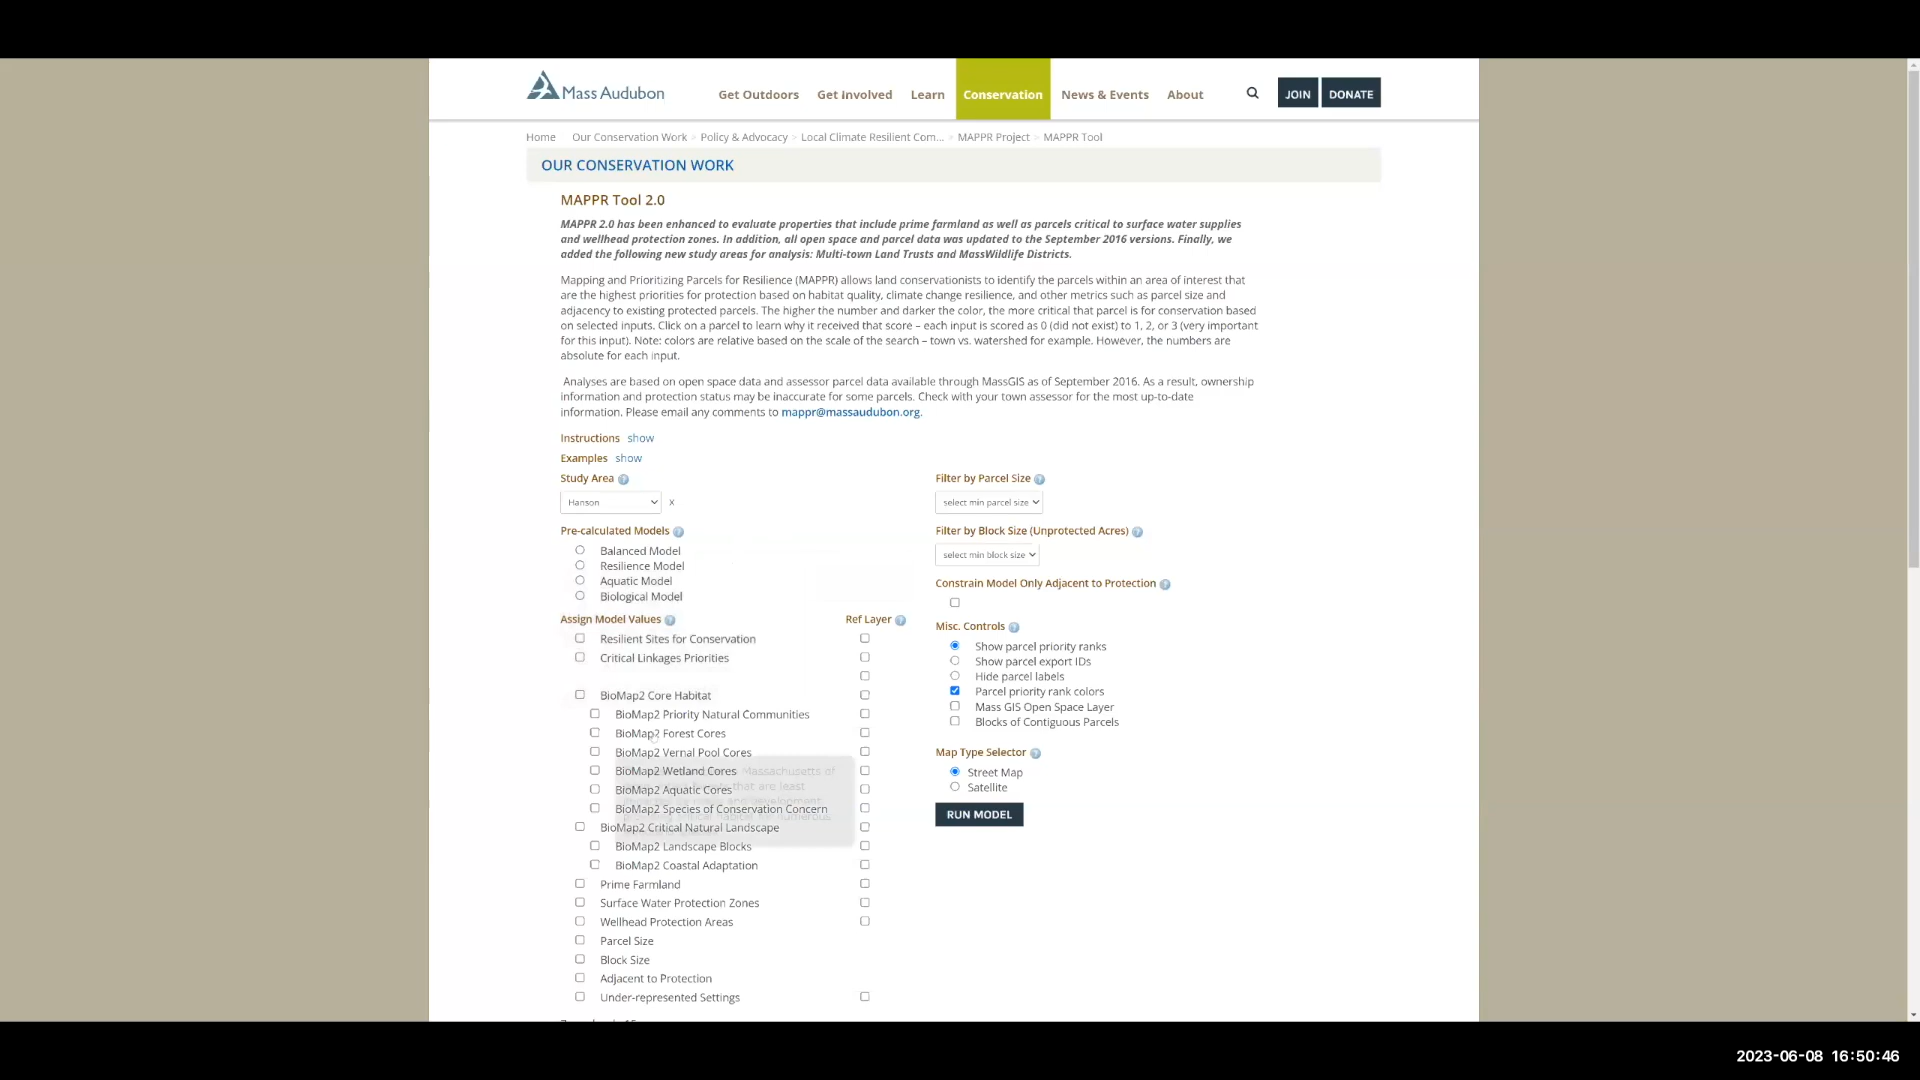 Mass Audubon
Get Outdoors
Get Involved
Learn
Conservation
News & Events
About
JOIN
DONATE
Home
Our Conservation Work > Policy & Advocacy > Local Climate Resilient Com... > MAPPR Project > MAPPR Tool
OUR CONSERVATION WORK
MAPPR Tool 2.0
MAPPR 2.0 has been enhanced to evaluate properties that include prime farmland as well as parcels critical to surface water supplies
and wellhead protection zones. In addition, all open space and parcel data was updated to the September 2016 versions. Finally, we
added the following new study areas for analysis: Multi-town Land Trusts and MassWildlife Districts.
Mapping and Prioritizing Parcels for Resilience (MAPPR) allows land conservationists to identify the parcels within an area of interest that
are the highest priorities for protection based on habitat quality, climate change resilience, and other metrics such as parcel size and
adjacency to existing protected parcels. The higher the number and darker the color, the more critical that parcel is for conservation based
on selected inputs. Click on a parcel to learn why it received that score – each input is scored as 0 (did not exist) to 1, 2, or 3 (very important
for this input). Note: colors are relative based on the scale of the search – town vs. watershed for example. However, the numbers are
absolute for each input.
Analyses are based on open space data and assessor parcel data available through MassGIS as of September 2016. As a result, ownership
information and protection status may be inaccurate for some parcels. Check with your town assessor for the most up-to-date
information. Please email any comments to mappr@massaudubon.org.
Instructions show
Examples show
Study Area ?
Hanson
x
Pre-calculated Models ?
Balanced Model
Resilience Model
Aquatic Model
Biological Model
Assign Model Values ?
Ref Layer ?
Resilient Sites for Conservation
Critical Linkages Priorities
BioMap2 Core Habitat
BioMap2 Priority Natural Communities
BioMap2 Forest Cores
BioMap2 Vernal Pool Cores
BioMap2 Wetland Cores
BioMap2 Aquatic Cores
BioMap2 Species of Conservation Concern
BioMap2 Critical Natural Landscape
BioMap2 Landscape Blocks
BioMap2 Coastal Adaptation
Prime Farmland
Surface Water Protection Zones
Wellhead Protection Areas
Parcel Size
Block Size
Adjacent to Protection
Under-represented Settings
Filter by Parcel Size ?
select min parcel size
Filter by Block Size (Unprotected Acres) ?
select min block size
Constrain Model Only Adjacent to Protection ?
Misc. Controls ?
Show parcel priority ranks
Show parcel export IDs
Hide parcel labels
Parcel priority rank colors
Mass GIS Open Space Layer
Blocks of Contiguous Parcels
Map Type Selector ?
Street Map
Satellite
RUN MODEL
2023-06-08 16:50:46